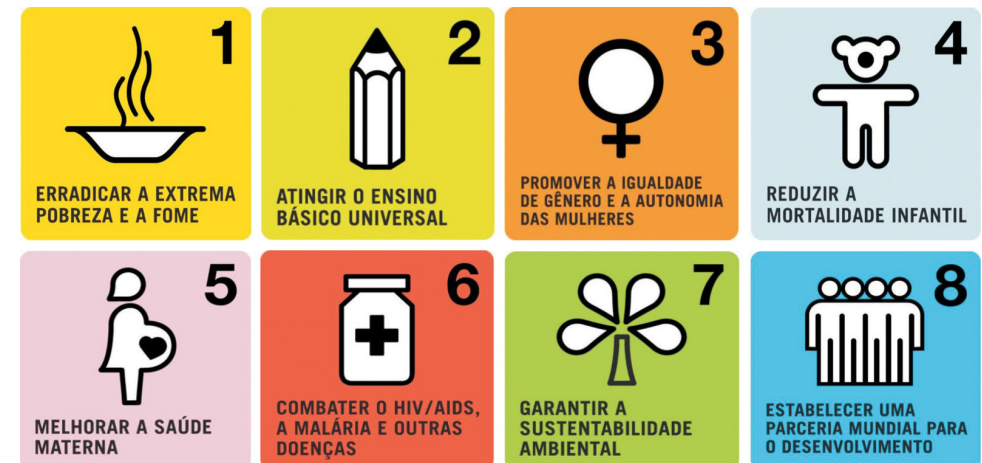 1
ERRADICAR A EXTREMA
POBREZA E A FOME
2
ATINGIR O ENSINO
BÁSICO UNIVERSAL
3
PROMOVER A IGUALDADE
DE GÊNERO E A AUTONOMIA
DAS MULHERES
4
REDUZIR A
MORTALIDADE INFANTIL
5
MELHORAR A SAÚDE
MATERNA
6
COMBATER O HIV/AIDS,
A MALÁRIA E OUTRAS
DOENÇAS
7
GARANTIR A
SUSTENTABILIDADE
AMBIENTAL
8
ESTABELECER UMA
PARCERIA MUNDIAL PARA
O DESENVOLVIMENTO